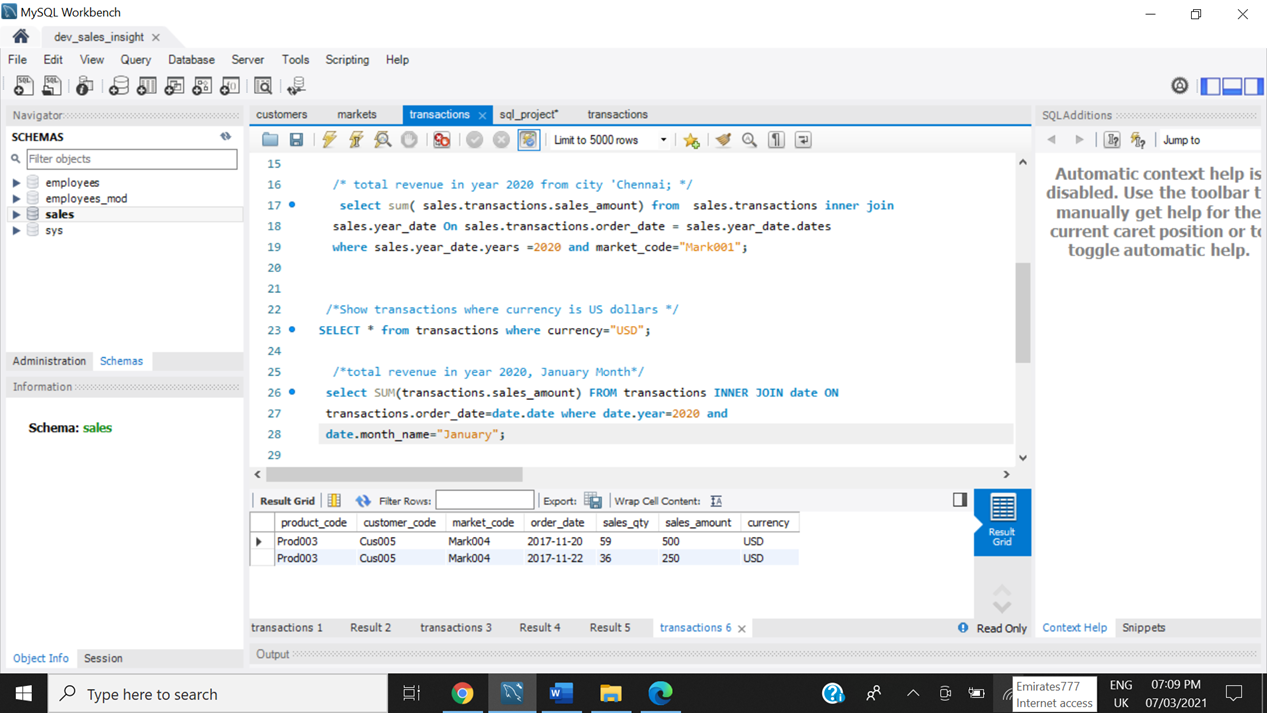 MySQL Workbench
dev_sales_insight
File Edit View Query Database Server Tools Scripting Help
Navigator
SCHEMAS
Filter objects
employees
employees_mod
sales
sys
Administration Schemas
Information
Schema: sales
Object Info Session
customers markets transactions sql_project* transactions
Limit to 5000 rows
15
16 /* total revenue in year 2020 from city 'Chennai; */
17 select sum( sales.transactions.sales_amount) from sales.transactions inner join
18 sales.year_date On sales.transactions.order_date = sales.year_date.dates
19 where sales.year_date.years =2020 and market_code="Mark001";
20
21
22 /*Show transactions where currency is US dollars */
23 SELECT * from transactions where currency="USD";
24
25 /*total revenue in year 2020, January Month*/
26 select SUM(transactions.sales_amount) FROM transactions INNER JOIN date ON
27 transactions.order_date=date.date where date.year=2020 and
28 date.month_name="January";
29
Result Grid Filter Rows: Export: Wrap Cell Content:
product_code customer_code market_code order_date sales_qty sales_amount currency
Prod003 Cus005 Mark004 2017-11-20 59 500 USD
Prod003 Cus005 Mark004 2017-11-22 36 250 USD
Result
Grid
transactions 1 Result 2 transactions 3 Result 4 Result 5 transactions 6
Read Only
Output
SQLAdditions
Jump to
Automatic context help is
disabled. Use the toolbar t
manually get help for the
current caret position or to
toggle automatic help.
Context Help Snippets
Type here to search
Emirates777
Internet access
ENG
UK
07:09 PM
07/03/2021